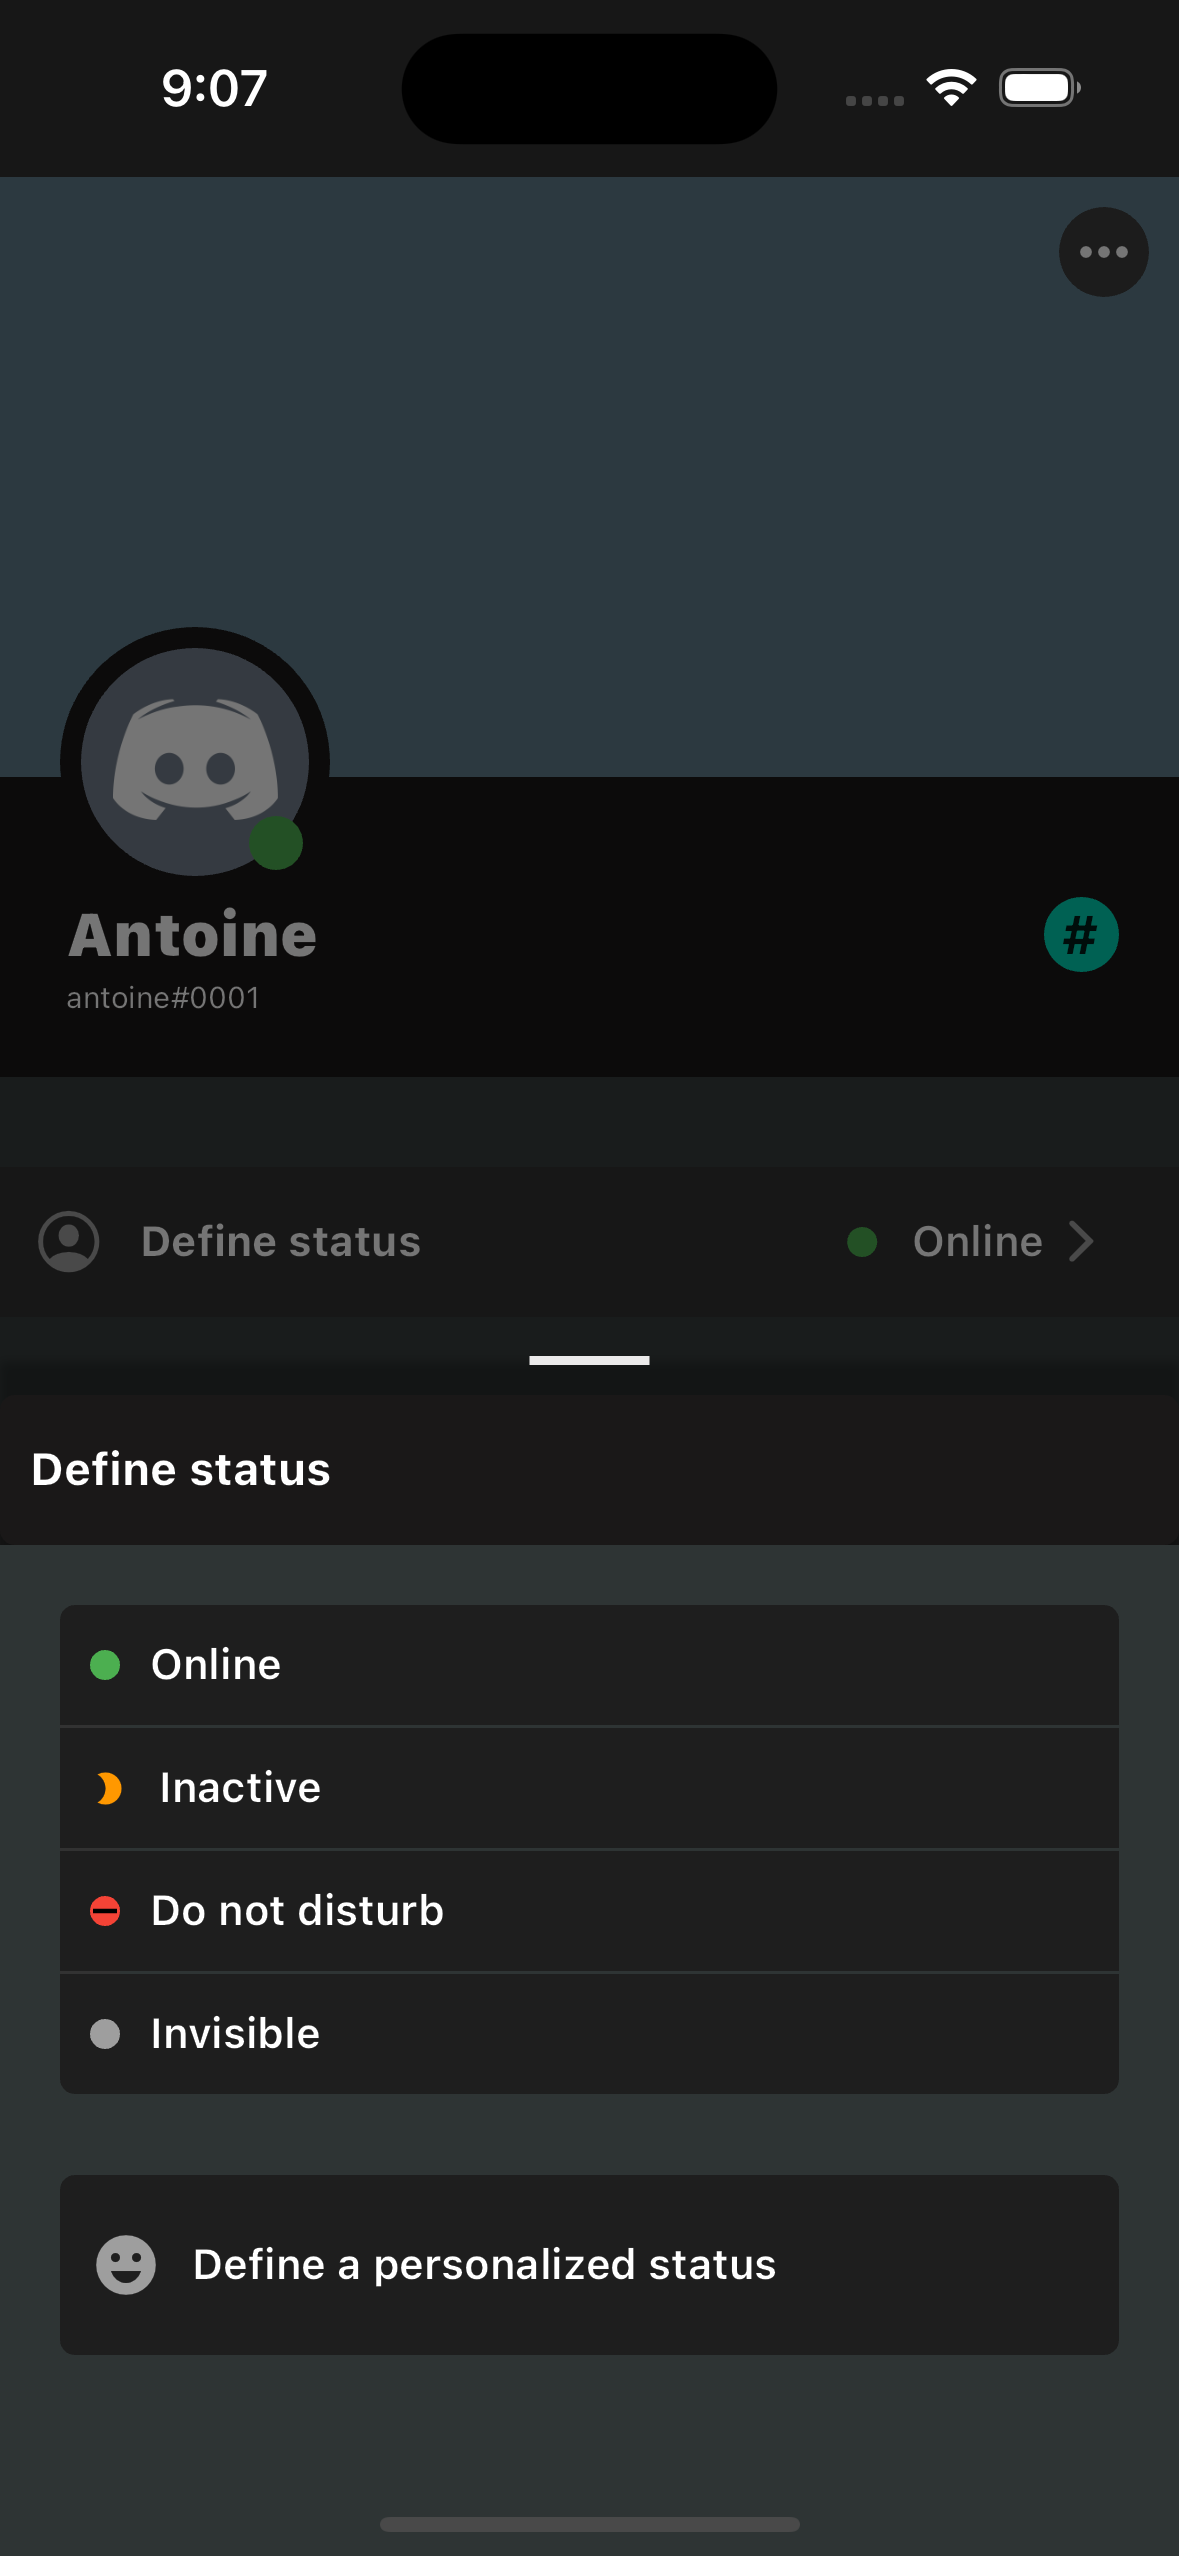 9:07
Antoine
#
antoine#0001
Define status
Online
Define status
Online
Inactive
Do not disturb
Invisible
Define a personalized status